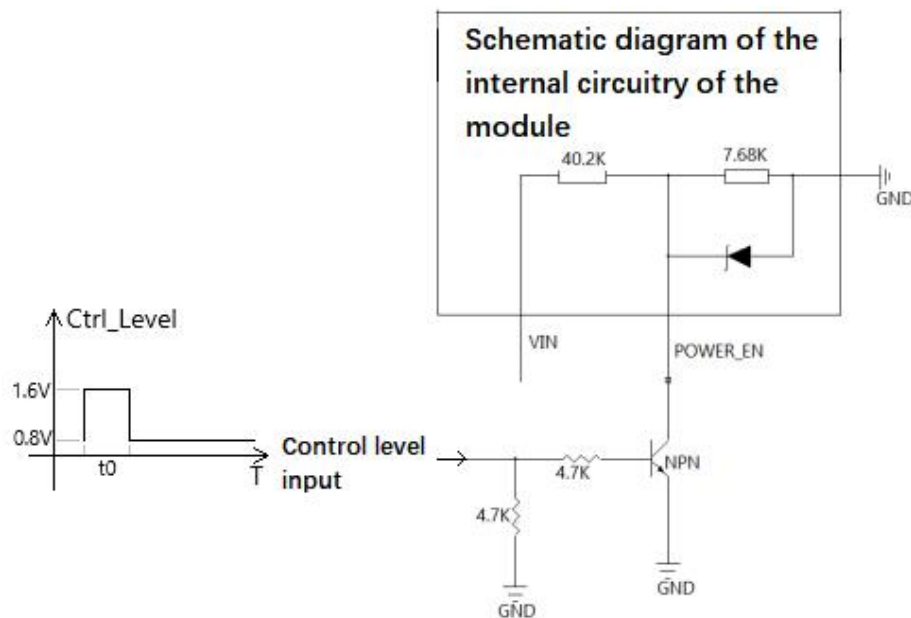 Schematic diagram of the
internal circuitry of the
module
40.2K
7.68K
GND
VIN
POWER_EN
Ctrl_Level
1.6V
0.8V
t0
T
Control level
input
4.7K
NPN
4.7K
GND
GND